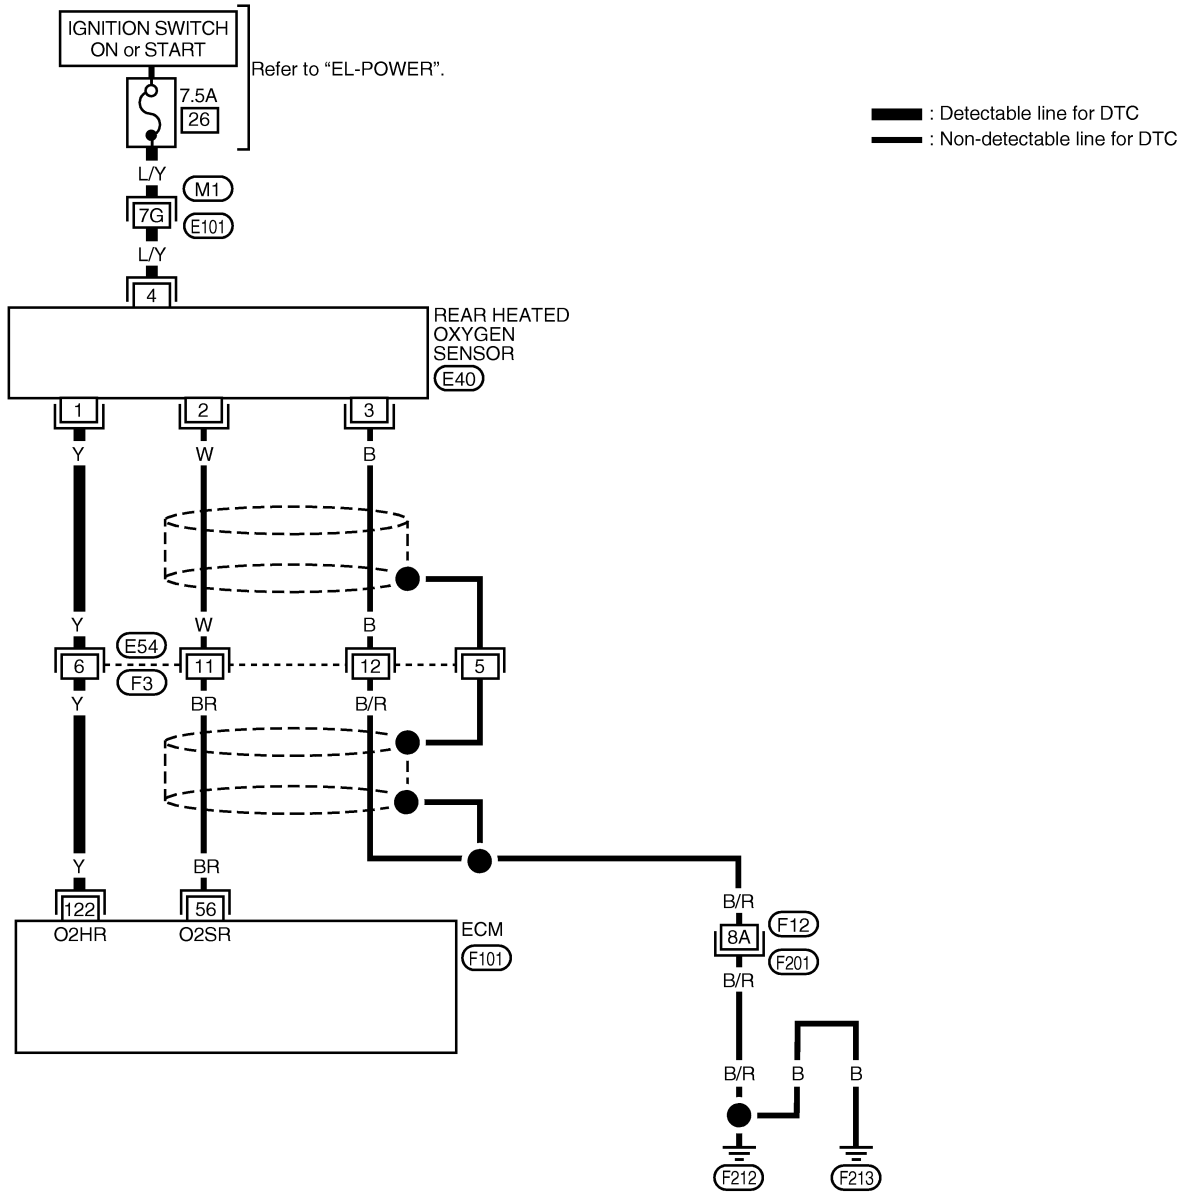 IGNITION SWITCH
ON or START
Refer to “EL-POWER”.
7.5A
26
: Detectable line for DTC
: Non-detectable line for DTC
L/Y
M1
7G
E101
L/Y
4
REAR HEATED
OXYGEN
SENSOR
E40
1
2
3
Y
W
B
Y
W
B
E54
6
11
12
5
F3
Y
BR
B/R
Y
BR
122
56
O2HR
O2SR
ECM
F101
B/R
F12
8A
F201
B/R
B/R
B
B
F212
F213